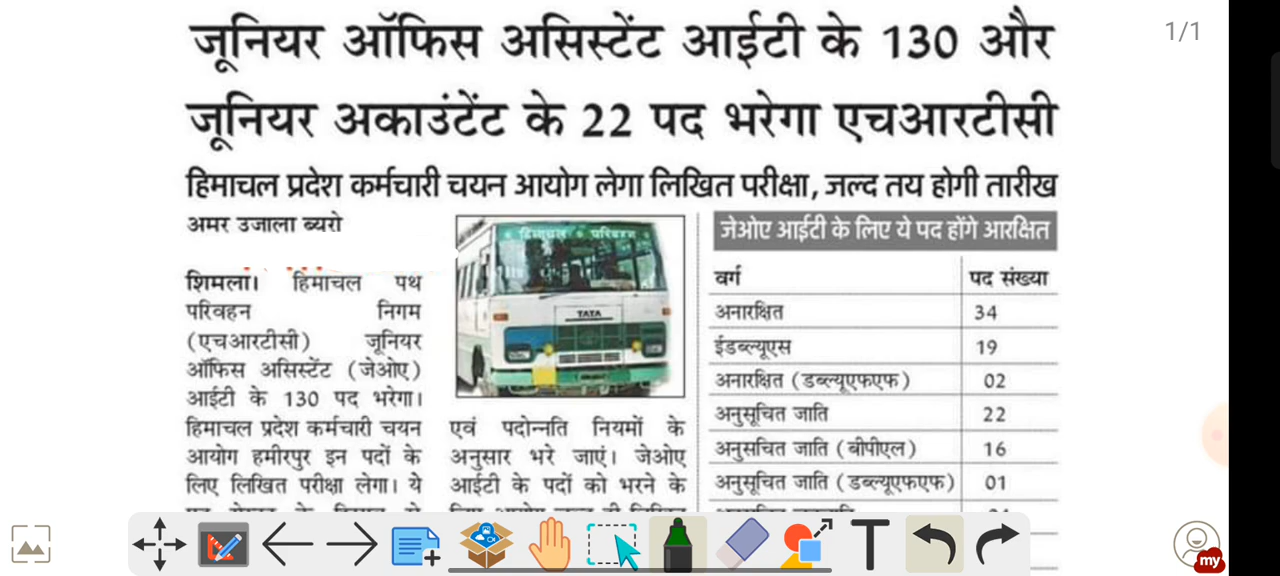 जूनियर ऑफिस असिस्टेंट आईटी के 130 और
जूनियर अकाउंटेंट के 22 पद भरेगा एचआरटीसी
हिमाचल प्रदेश कर्मचारी चयन आयोग लेगा लिखित परीक्षा, जल्द तय होगी तारीख
अमर उजाला ब्यरो
शिमला। हिमाचल पथ
परिवहन निगम
(एचआरटीसी) जूनियर
ऑफिस असिस्टेंट (जेओए)
आईटी के 130 पद भरेगा।
हिमाचल प्रदेश कर्मचारी चयन
आयोग हमीरपुर इन पदों के
लिए लिखित परीक्षा लेगा। ये
हिमाचल परिवहन
TATA
एवं पदोन्नति नियमों के
अनुसार भरे जाएं। जेओए
आईटी के पदों को भरने के
जेओए आईटी के लिए ये पद होंगे आरक्षित
वर्ग पद संख्या
अनारक्षित 34
ईडब्ल्यूएस 19
अनारक्षित (डब्ल्यूएफएफ) 02
अनुसूचित जाति 22
अनुसचित जाति (बीपीएल) 16
अनुसूचित जाति (डब्ल्यूएफएफ) 01
1/1
T
my